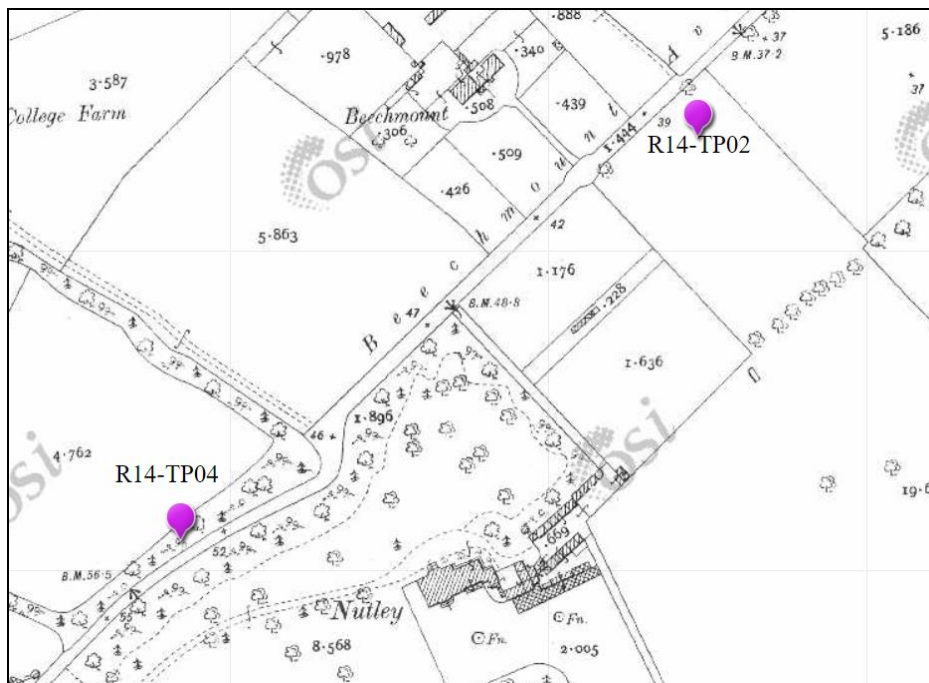 ·888
Av
+ 37
B.M.37·2
5·186
·978
·340
3·587
·508
·439
College Farm
Beechmount
·306
37
39
R14-TP02
1·444
·509
·426
Beechmount
42
5·863
1·176
·228
B.M.48·8
47
1·636
1·896
46 +
4·762
R14-TP04
19·6
52
·669
B.M.56·5
55
Nutley
Fn.
Fn.
8·568
2·005
osi
osi
osi